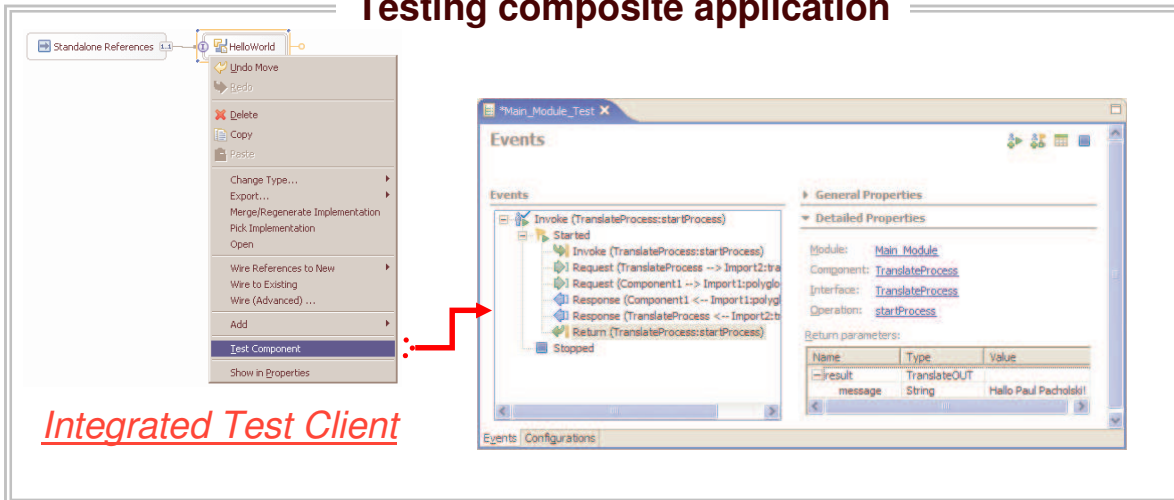 Testing composite application
Standalone References
1..1
I
HelloWorld
Undo Move
Redo
Delete
Copy
Paste
Change Type...
Export...
Merge/Regenerate Implementation
Pick Implementation
Open
Wire References to New
Wire to Existing
Wire (Advanced) ...
Add
Test Component
Show in Properties
Integrated Test Client
*Main_Module_Test
Events
Events
Invoke (TranslateProcess:startProcess)
Started
Invoke (TranslateProcess:startProcess)
Request (TranslateProcess --> Import2:tra
Request (Component1 --> Import1:polyglo
Response (Component1 <-- Import1:polygl
Response (TranslateProcess <-- Import2:t
Return (TranslateProcess:startProcess)
Stopped
General Properties
Detailed Properties
Module: Main_Module
Component: TranslateProcess
Interface: TranslateProcess
Operation: startProcess
Return parameters:
Name Type Value
result TranslateOUT
message String Hallo Paul Pacholski!
Events Configurations